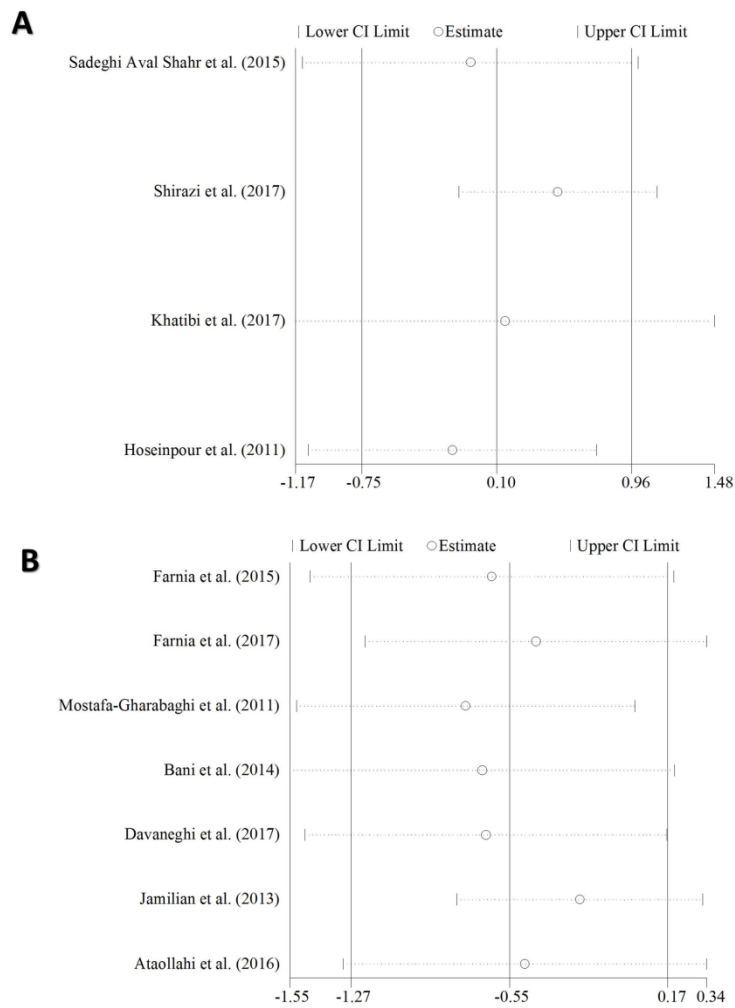 A
Lower CI Limit Estimate Upper CI Limit
Sadeghi Aval Shahr et al. (2015)
Shirazi et al. (2017)
Khatibi et al. (2017)
Hoseinpour et al. (2011)
-1.17 -0.75 0.10 0.96 1.48
B
Lower CI Limit Estimate Upper CI Limit
Farnia et al. (2015)
Farnia et al. (2017)
Mostafa-Gharabaghi et al. (2011)
Bani et al. (2014)
Davaneghi et al. (2017)
Jamilian et al. (2013)
Ataollahi et al. (2016)
-1.55 -1.27 -0.55 0.17 0.34